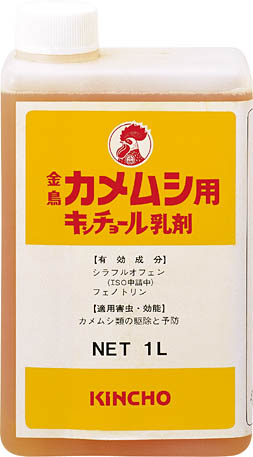 金鳥
カメムシ用
キンチョール乳剤
【有効成分】
シラフルオフェン
(ISO申請中)
フェノトリン
【適用害虫・効能】
カメムシ類の駆除と予防
NET 1L
KINCHO